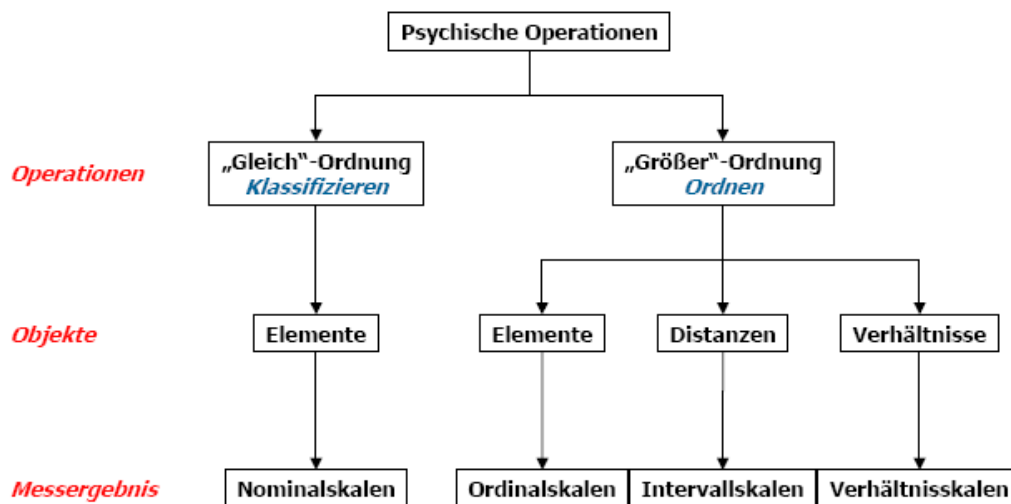 Psychische Operationen
Operationen
„Gleich“-Ordnung
Klassifizieren
„Größer“-Ordnung
Ordnen
Objekte
Elemente
Elemente
Distanzen
Verhältnisse
Messergebnis
Nominalskalen
Ordinalskalen
Intervallskalen
Verhältnisskalen